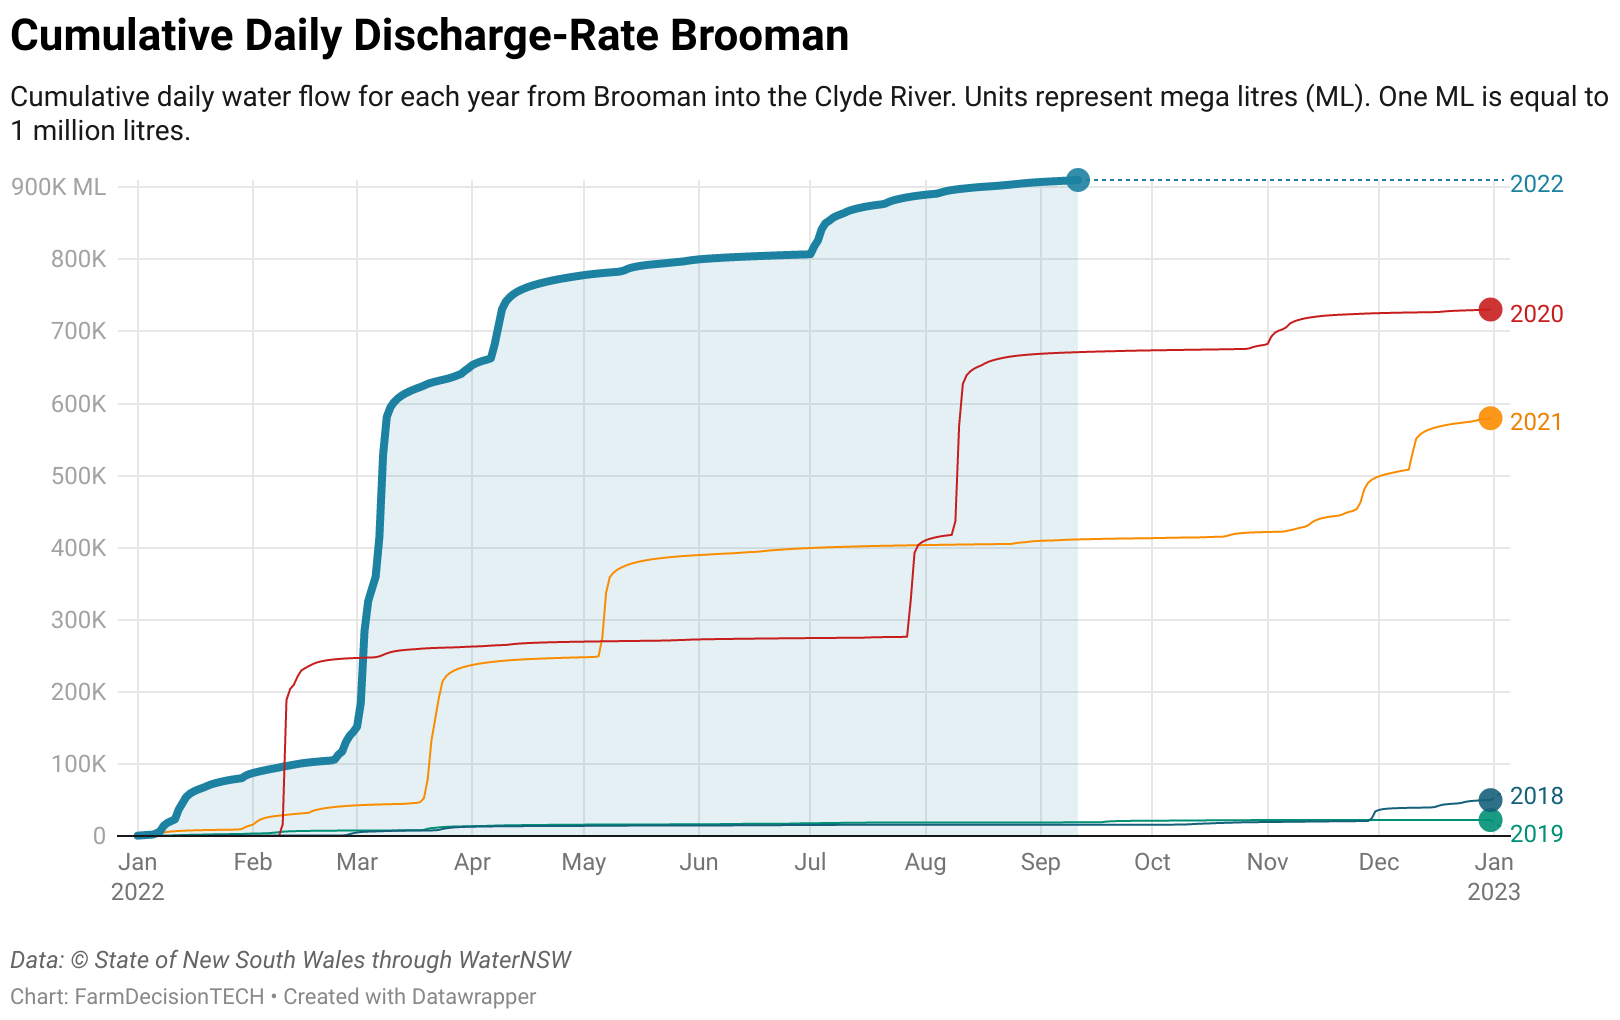 Cumulative Daily Discharge-Rate Brooman
Cumulative daily water flow for each year from Brooman into the Clyde River. Units represent mega litres (ML). One ML is equal to
1 million litres.
900K ML
800K
700K
600K
500K
400K
300K
200K
100K
0
2022
2020
2021
2018
2019
Jan Feb Mar Apr May Jun Jul Aug Sep Oct Nov Dec Jan
2022 2023
Data: © State of New South Wales through WaterNSW
Chart: FarmDecisionTECH • Created with Datawrapper